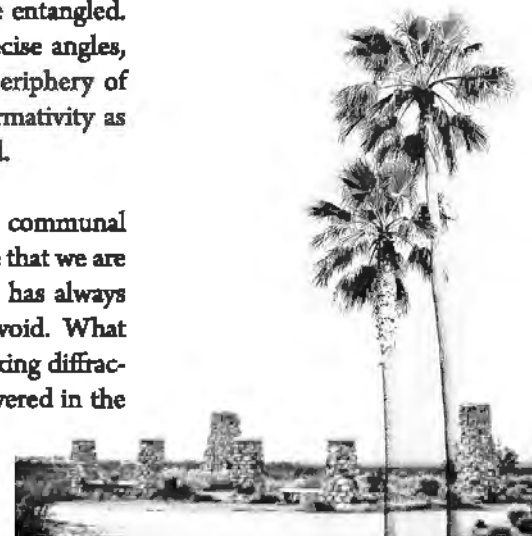 entangled.
cise angles,
eriphery of
rmativity as
communal
that we are
has always
void. What
king diffrac-
vered in the